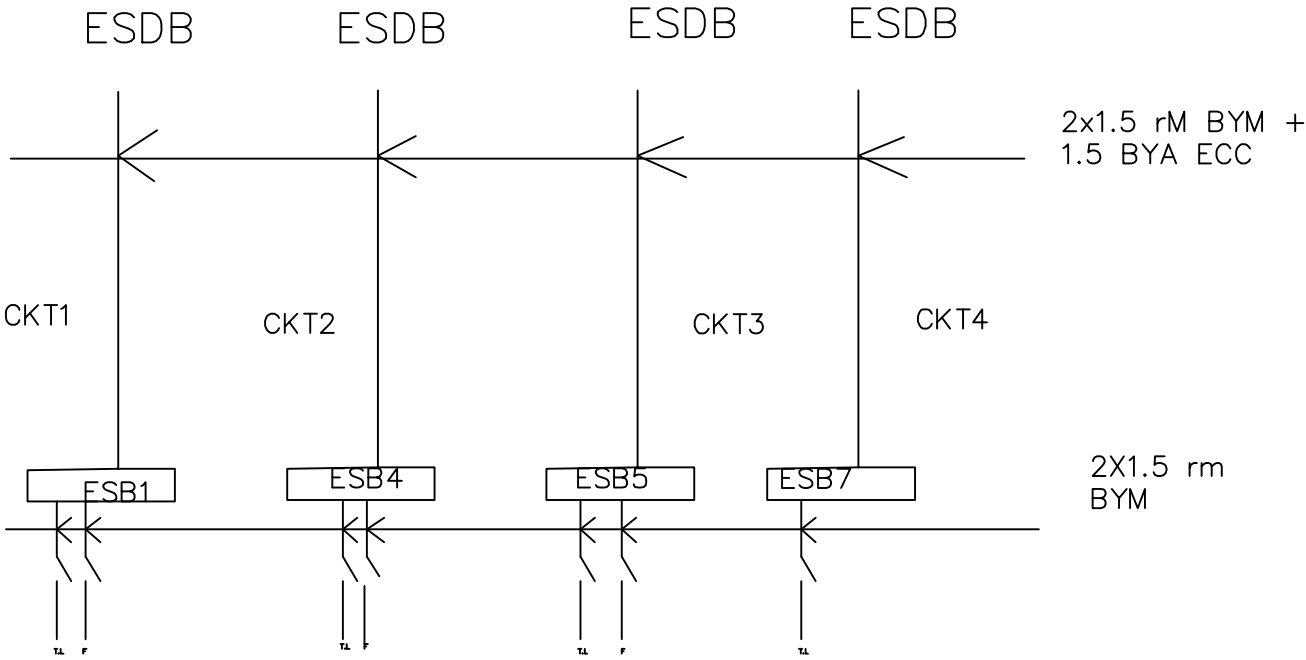 ESDB ESDB ESDB ESDB
2x1.5 rM BYM +
1.5 BYA ECC
CKT1 CKT2 CKT3 CKT4
ESB1 ESB4 ESB5 ESB7
2X1.5 rm
BYM
T.L F T.L F T.L F T.L